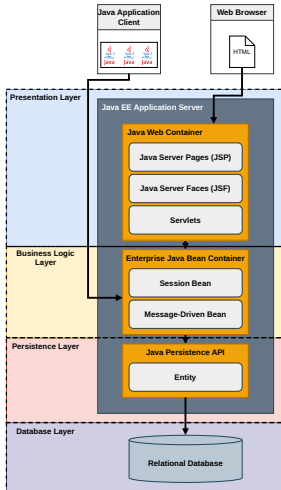 Java Application
Client
Web Browser
Java
Java
Java
HTML
Presentation Layer
Java EE Application Server
Java Web Container
Java Server Pages (JSP)
Java Server Faces (JSF)
Servlets
Business Logic
Layer
Enterprise Java Bean Container
Session Bean
Message-Driven Bean
Persistence Layer
Java Persistence API
Entity
Database Layer
Relational Database